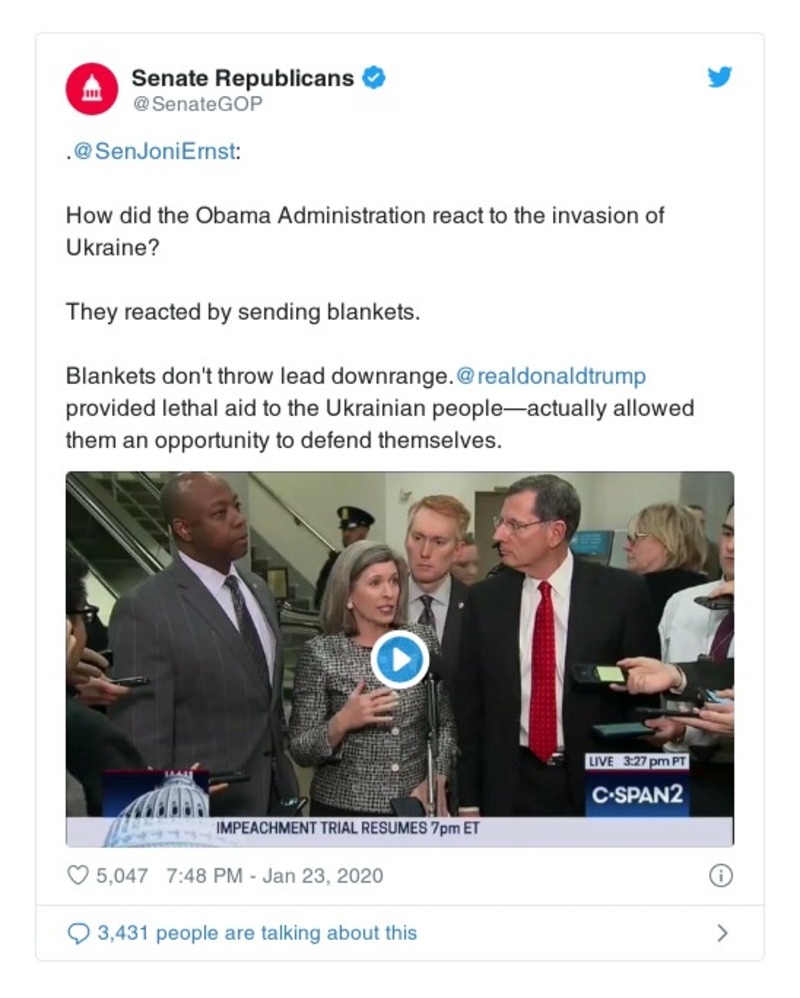 Senate Republicans
@SenateGOP
.@SenJoniErnst:
How did the Obama Administration react to the invasion of
Ukraine?
They reacted by sending blankets.
Blankets don't throw lead downrange.@realdonaldtrump
provided lethal aid to the Ukrainian people—actually allowed
them an opportunity to defend themselves.
LIVE 3:27 pm PT
C·SPAN2
IMPEACHMENT TRIAL RESUMES 7pm ET
5,047 7:48 PM - Jan 23, 2020
3,431 people are talking about this